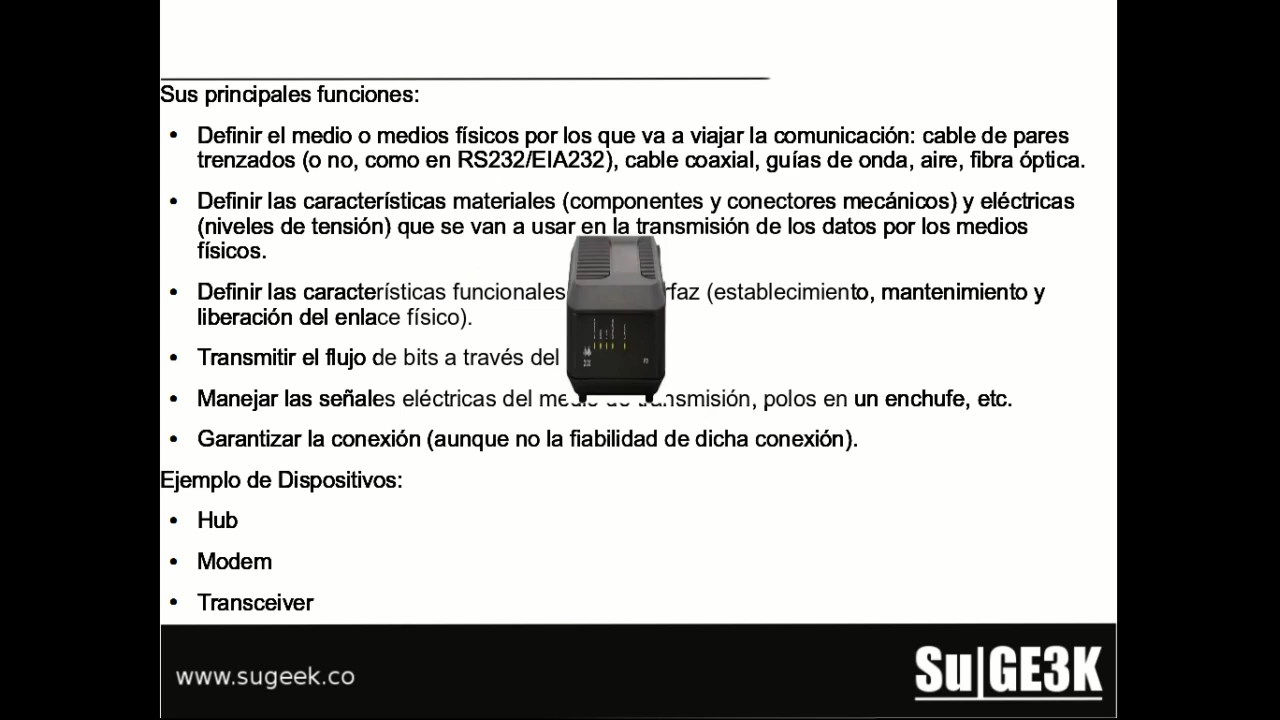 Sus principales funciones:
• Definir el medio o medios físicos por los que va a viajar la comunicación: cable de pares
trenzados (o no, como en RS232/EIA232), cable coaxial, guías de onda, aire, fibra óptica.
• Definir las características materiales (componentes y conectores mecánicos) y eléctricas
(niveles de tensión) que se van a usar en la transmisión de los datos por los medios
físicos.
• Definir las características funcionales (establecimiento, mantenimiento y
liberación del enlace físico).
• Transmitir el flujo de bits a través del
• Manejar las señales eléctricas del medio de transmisión, polos en un enchufe, etc.
• Garantizar la conexión (aunque no la fiabilidad de dicha conexión).
Ejemplo de Dispositivos:
• Hub
• Modem
• Transceiver
www.sugeek.co
Su|GE3K